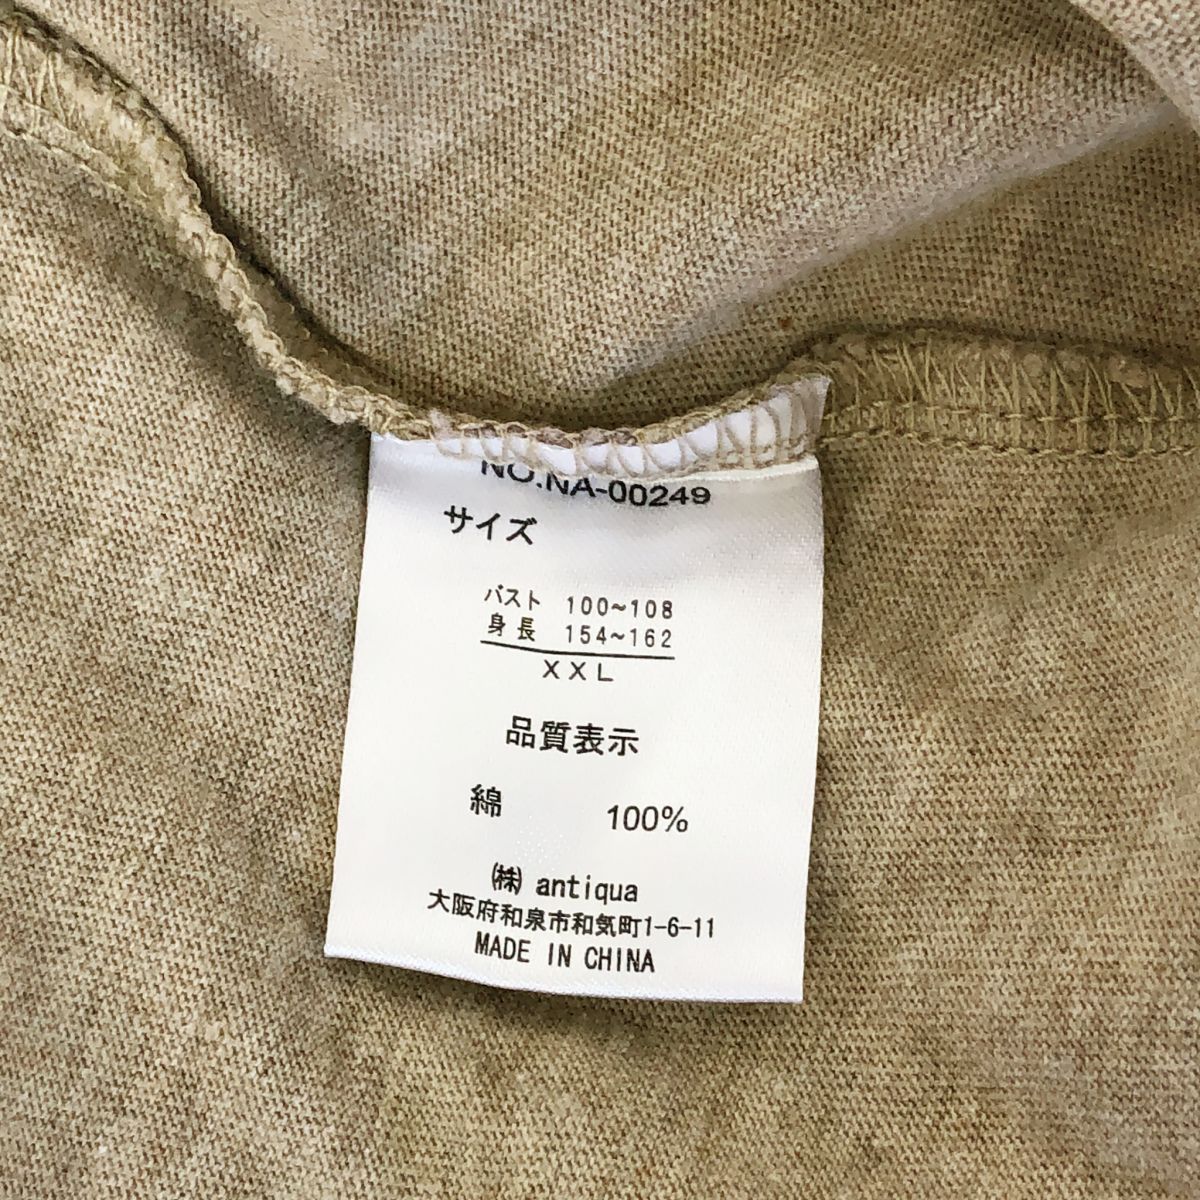 NO.NA-00249
サイズ
バスト 100~108
身長 154~162
XXL
品質表示
綿 100%
㈱ antiqua
大阪府和泉市和気町1-6-11
MADE IN CHINA